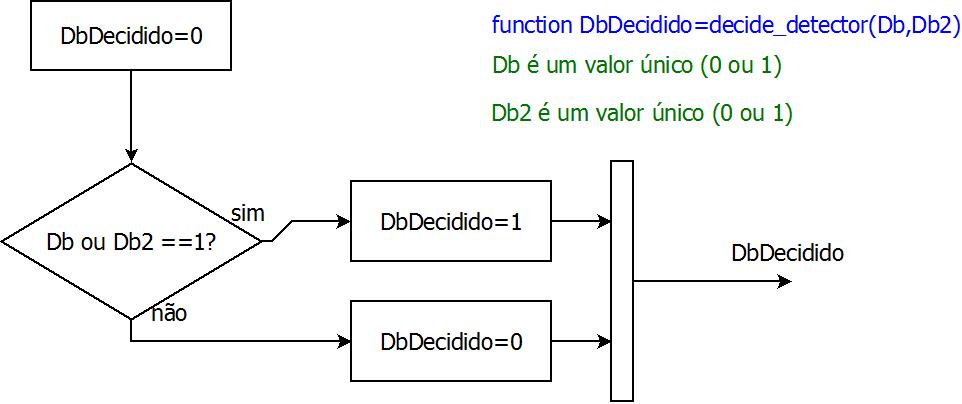 DbDecidido=0
function DbDecidido=decide_detector(Db,Db2)
Db é um valor único (0 ou 1)
Db2 é um valor único (0 ou 1)
Db ou Db2 ==1?
sim
DbDecidido=1
DbDecidido
não
DbDecidido=0